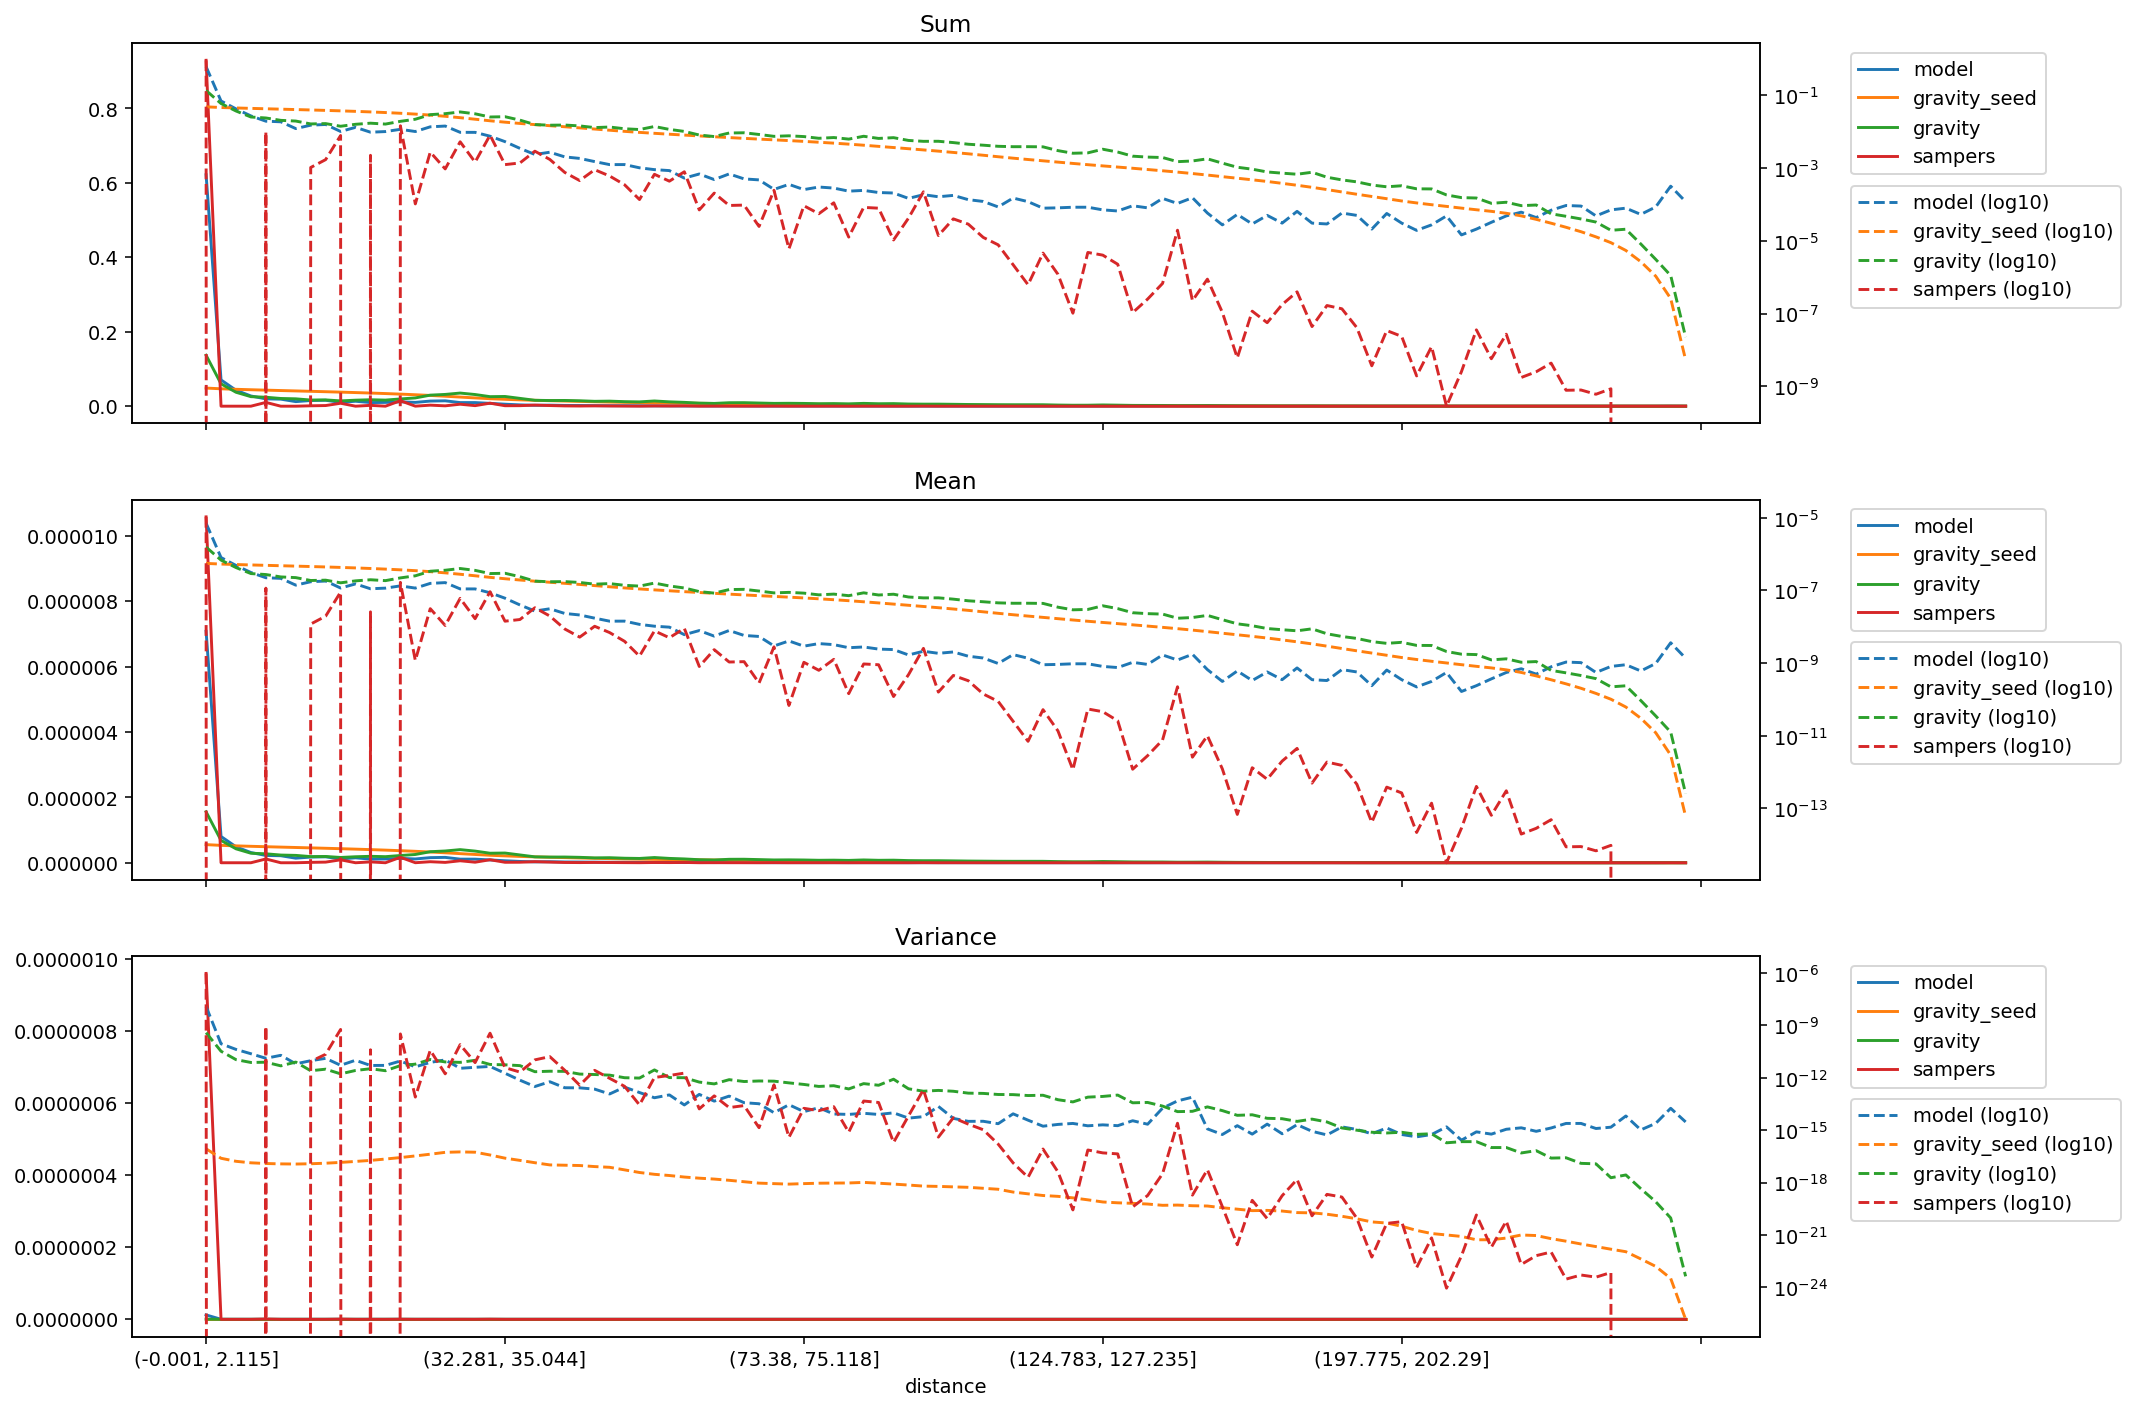 Sum
0.8
0.6
0.4
0.2
0.0
10⁻¹
10⁻³
10⁻⁵
10⁻⁷
10⁻⁹
model
gravity_seed
gravity
sampers
model (log10)
gravity_seed (log10)
gravity (log10)
sampers (log10)
Mean
0.000010
0.000008
0.000006
0.000004
0.000002
0.000000
10⁻⁵
10⁻⁷
10⁻⁹
10⁻¹¹
10⁻¹³
model
gravity_seed
gravity
sampers
model (log10)
gravity_seed (log10)
gravity (log10)
sampers (log10)
Variance
0.0000010
0.0000008
0.0000006
0.0000004
0.0000002
0.0000000
10⁻⁶
10⁻⁹
10⁻¹²
10⁻¹⁵
10⁻¹⁸
10⁻²¹
10⁻²⁴
model
gravity_seed
gravity
sampers
model (log10)
gravity_seed (log10)
gravity (log10)
sampers (log10)
(-0.001, 2.115] (32.281, 35.044] (73.38, 75.118] (124.783, 127.235] (197.775, 202.29]
distance